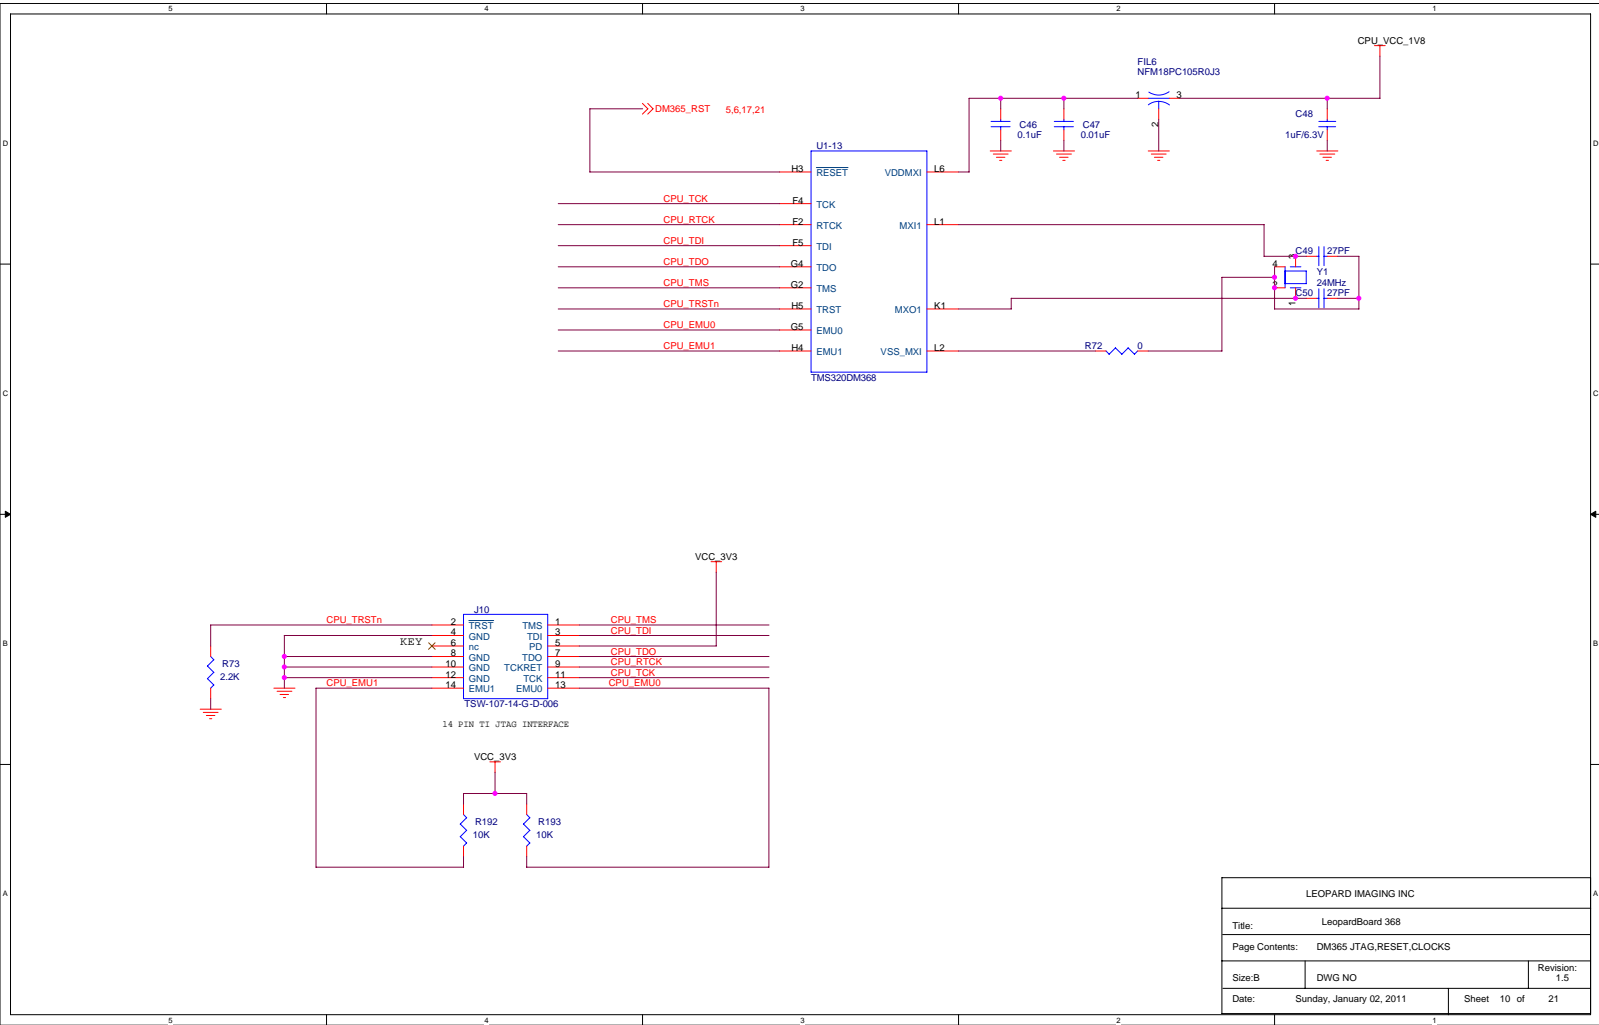 5 4 3 2 1
CPU_VCC_1V8
FIL6
NFM18PC105R0J3
1 3
2
DM365_RST 5,6,17,21
C46
0.1uF
C47
0.01uF
C48
1uF/6.3V
D D
U1-13
H3 RESET VDDMXI L6
CPU_TCK F4 TCK
CPU_RTCK F2 RTCK MXI1 L1
CPU_TDI F5 TDI
CPU_TDO G4 TDO
CPU_TMS G2 TMS
CPU_TRSTn H5 TRST MXO1 K1
CPU_EMU0 G5 EMU0
CPU_EMU1 H4 EMU1 VSS_MXI L2
TMS320DM368
C49 27PF
4 3
Y1
24MHz
2
C50 27PF
1
R72 0
C C
VCC_3V3
J10
CPU_TRSTn 2 TRST TMS 1 CPU_TMS
4 GND TDI 3 CPU_TDI
KEY 6 nc PD 5
8 GND TDO 7 CPU_TDO
10 GND TCKRET 9 CPU_RTCK
12 GND TCK 11 CPU_TCK
CPU_EMU1 14 EMU1 EMU0 13 CPU_EMU0
TSW-107-14-G-D-006
R73
2.2K
B B
14 PIN TI JTAG INTERFACE
VCC_3V3
R192
10K
R193
10K
A A
LEOPARD IMAGING INC
Title: LeopardBoard 368
Page Contents: DM365 JTAG,RESET,CLOCKS
Size:B DWG NO Revision: 1.5
Date: Sunday, January 02, 2011 Sheet 10 of 21
5 4 3 2 1